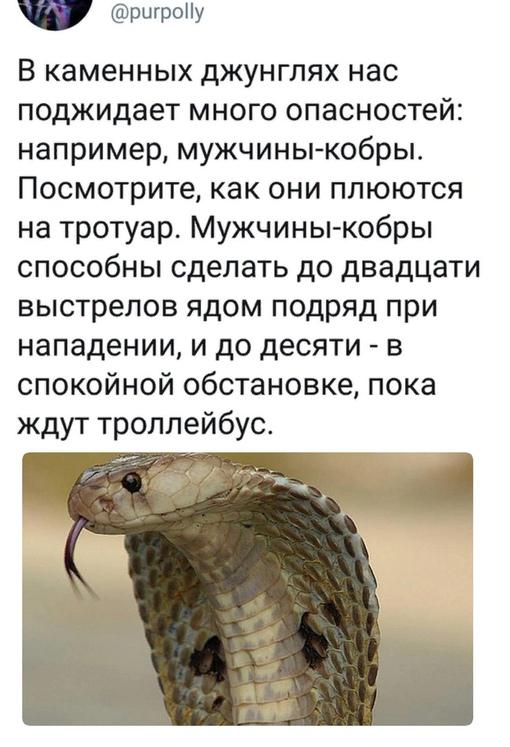 @purpolly
В каменных джунглях нас
поджидает много опасностей:
например, мужчины-кобры.
Посмотрите, как они плюются
на тротуар. Мужчины-кобры
способны сделать до двадцати
выстрелов ядом подряд при
нападении, и до десяти - в
спокойной обстановке, пока
ждут троллейбус.